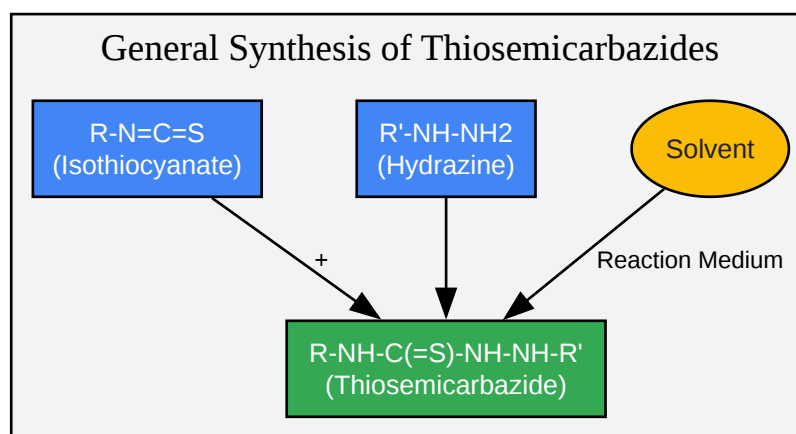 General Synthesis of Thiosemicarbazides
R-N=C=S
(Isothiocyanate)
R'-NH-NH2
(Hydrazine)
Solvent
+
Reaction Medium
R-NH-C(=S)-NH-NH-R'
(Thiosemicarbazide)